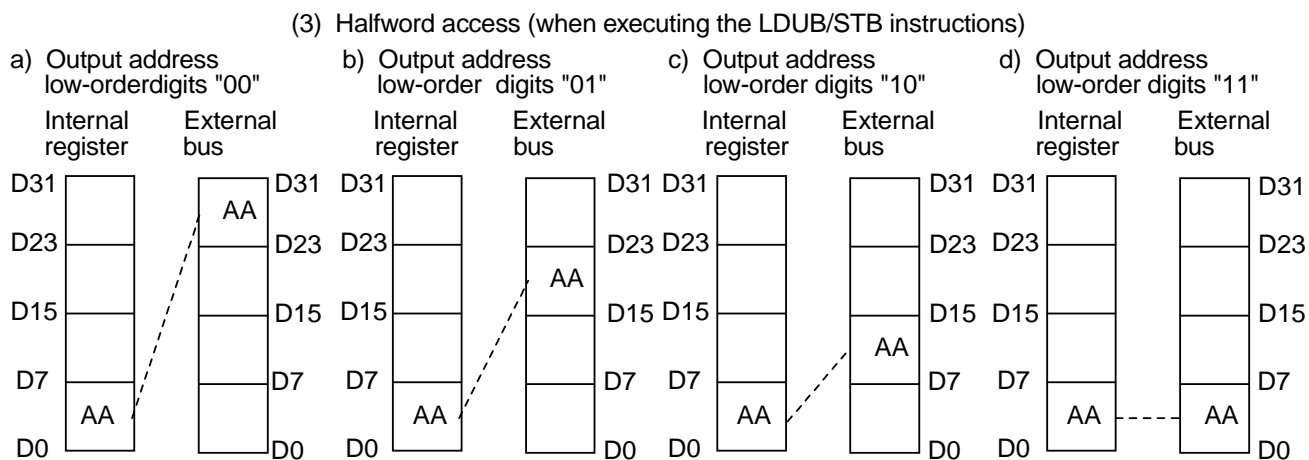 (3) Halfword access (when executing the LDUB/STB instructions)
a) Output address
low-orderdigits "00"
Internal
register
External
bus
D31
D23
D15
D7
D0
AA
AA
D31
D23
D15
D7
D0
b) Output address
low-order digits "01"
Internal
register
External
bus
D31
D23
D15
D7
D0
AA
AA
D31
D23
D15
D7
D0
c) Output address
low-order digits "10"
Internal
register
External
bus
D31
D23
D15
D7
D0
AA
AA
D31
D23
D15
D7
D0
d) Output address
low-order digits "11"
Internal
register
External
bus
D31
D23
D15
D7
D0
AA
AA
D31
D23
D15
D7
D0